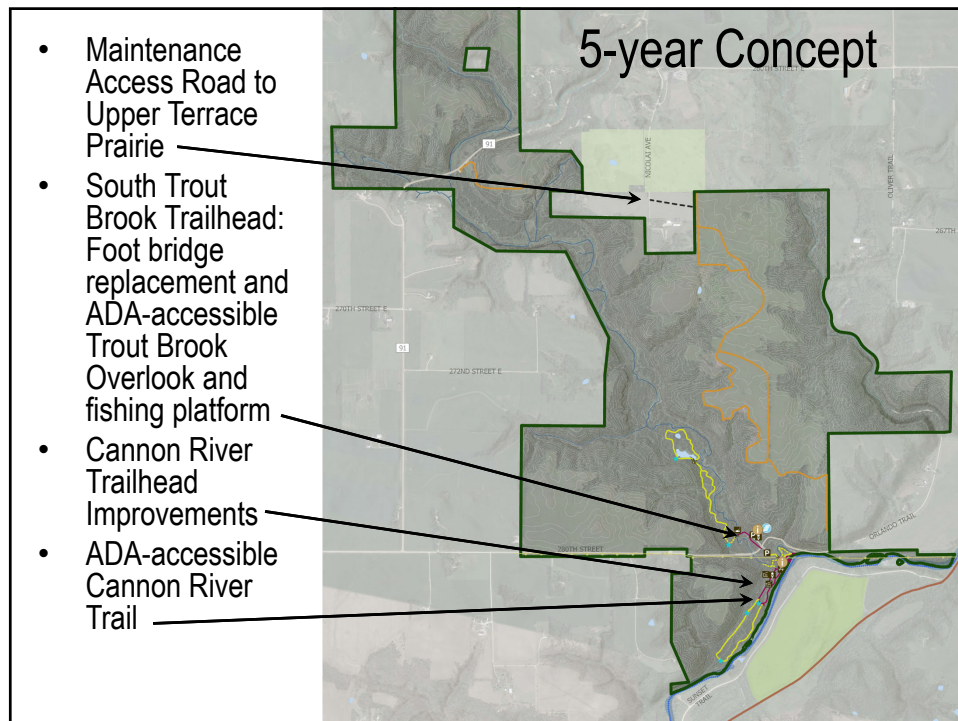 5-year Concept
• Maintenance
Access Road to
Upper Terrace
Prairie
• South Trout
Brook Trailhead:
Foot bridge
replacement and
ADA-accessible
Trout Brook
Overlook and
fishing platform
• Cannon River
Trailhead
Improvements
• ADA-accessible
Cannon River
Trail
280TH STREET E
91
NICOLAI AVE
OLIVER TRAIL
267TH
270TH STREET E
91
272ND STREET E
ORLANDO TRAIL
280TH STREET
P
P
SUNSET
TRAIL